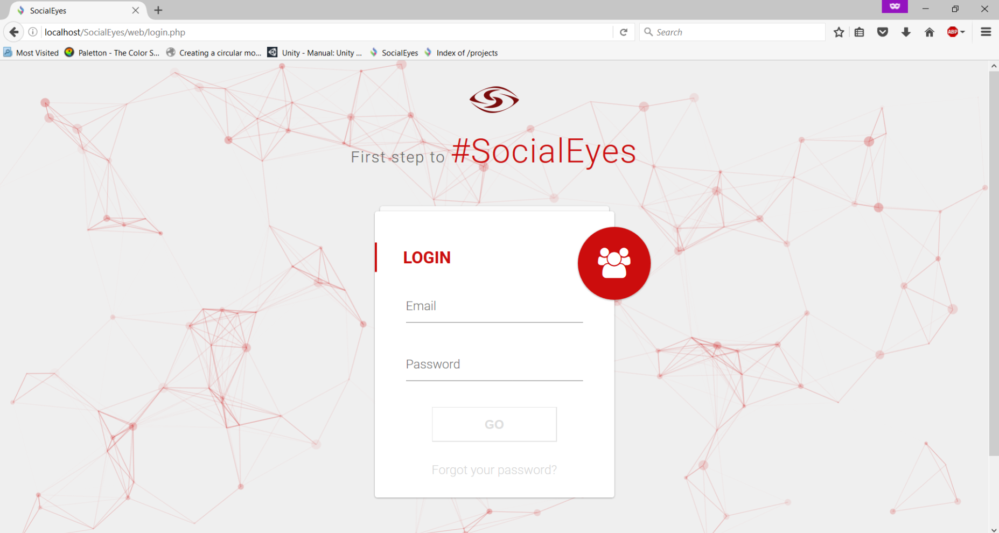 SocialEyes
localhost/SocialEyes/web/login.php
Search
ABP
Most Visited
Paletton - The Color S...
Creating a circular mo...
Unity - Manual: Unity ...
SocialEyes
Index of /projects
First step to #SocialEyes
LOGIN
Email
Password
GO
Forgot your password?